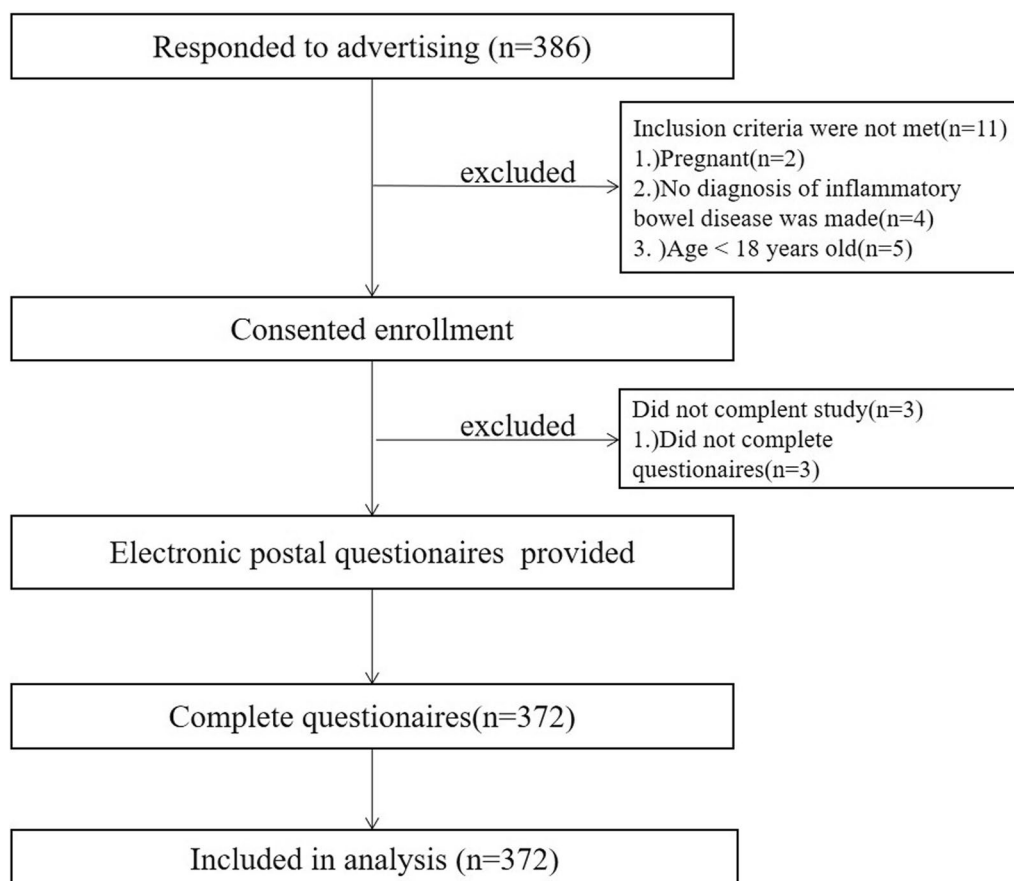 Responded to advertising (n=386)
excluded
Inclusion criteria were not met(n=11)
1.)Pregnant(n=2)
2.)No diagnosis of inflammatory
bowel disease was made(n=4)
3. )Age < 18 years old(n=5)
Consented enrollment
excluded
Did not complent study(n=3)
1.)Did not complete
questionaires(n=3)
Electronic postal questionaires  provided
Complete questionaires(n=372)
Included in analysis (n=372)